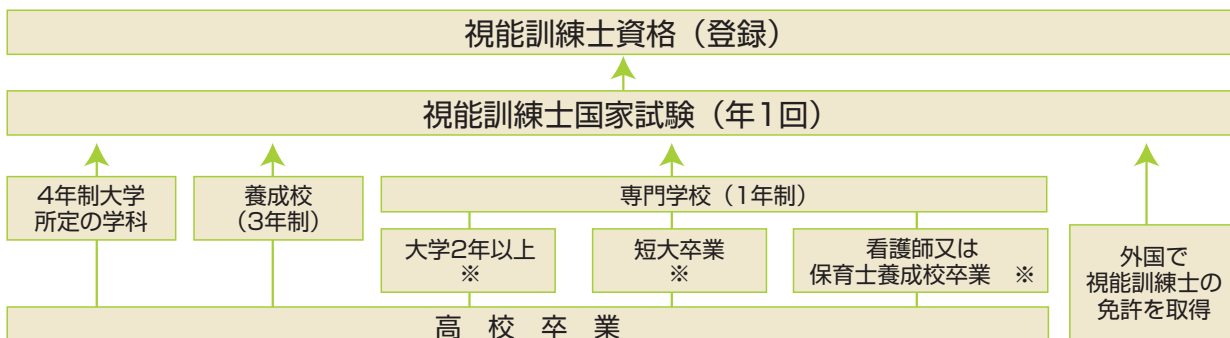 視能訓練士資格（登録）
視能訓練士国家試験（年1回）
4年制大学
所定の学科
養成校
（3年制）
専門学校（1年制）
大学2年以上
※
短大卒業
※
看護師又は
保育士養成校卒業　※
外国で
視能訓練士の
免許を取得
高　校　卒　業